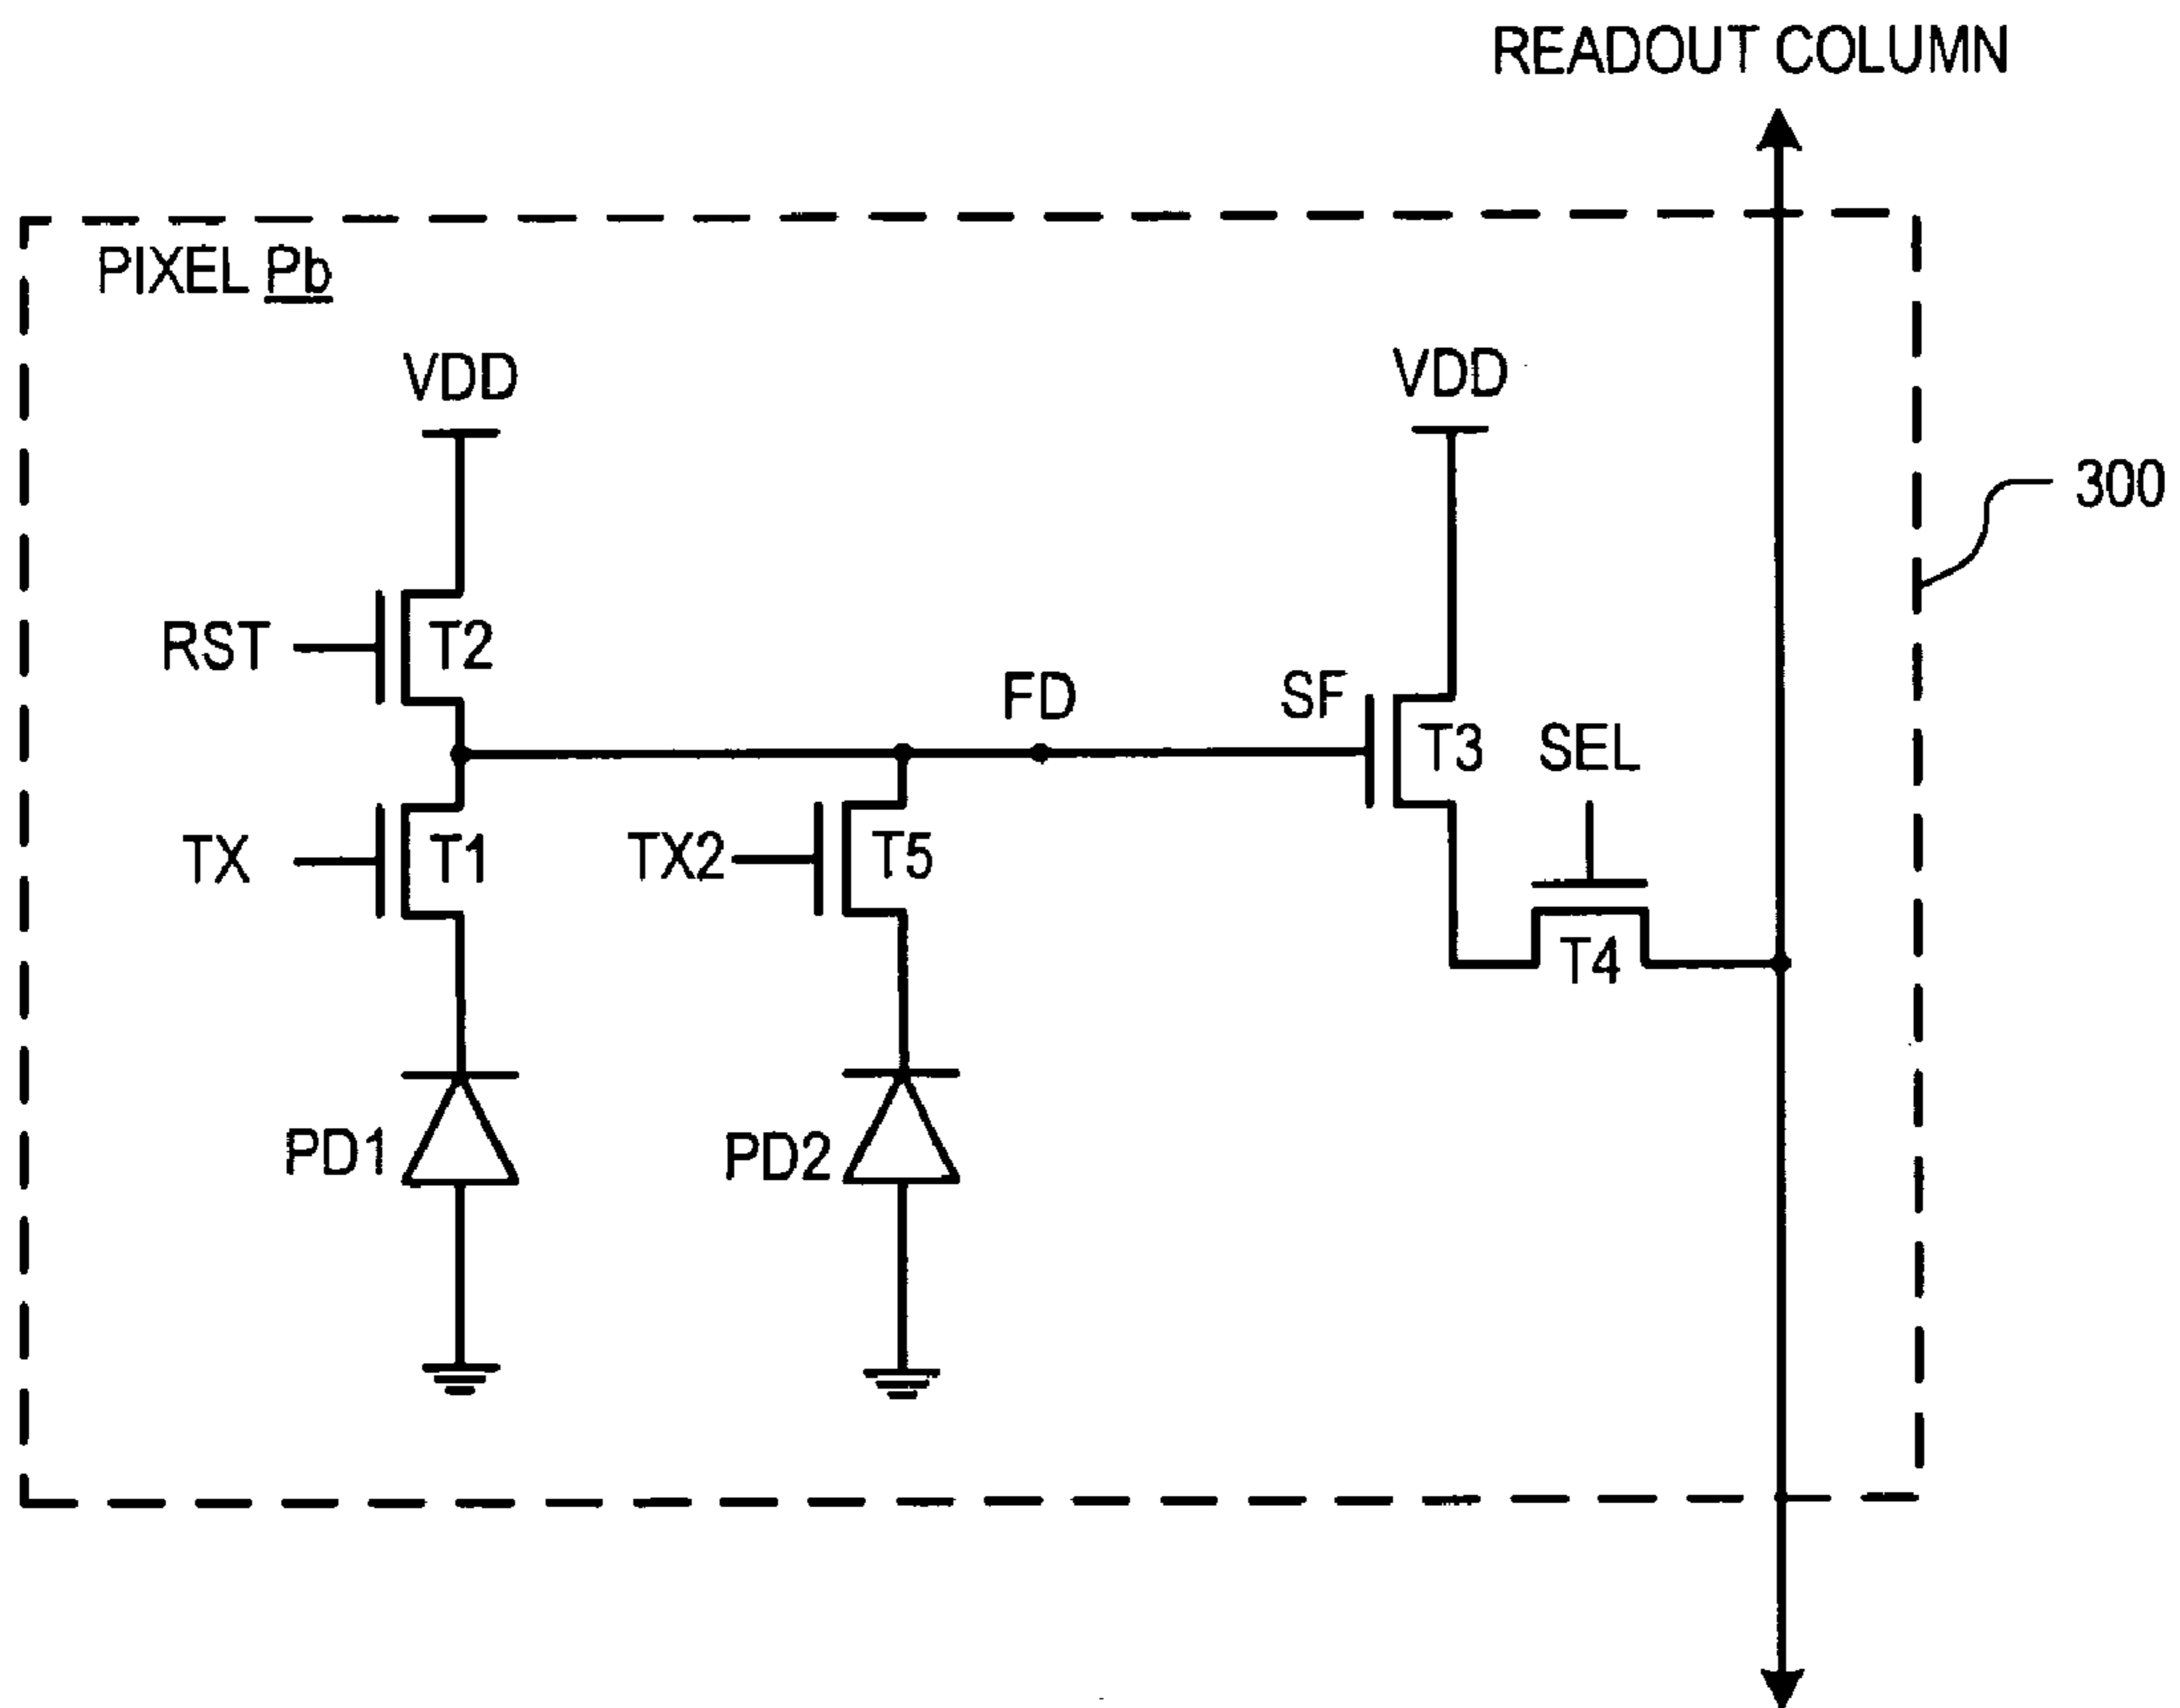 READOUT COLUMN
PIXEL Pb
VDD
VDD
300
RST
T2
FD
SF
T3
SEL
TX
T1
TX2
T5
T4
PD1
PD2